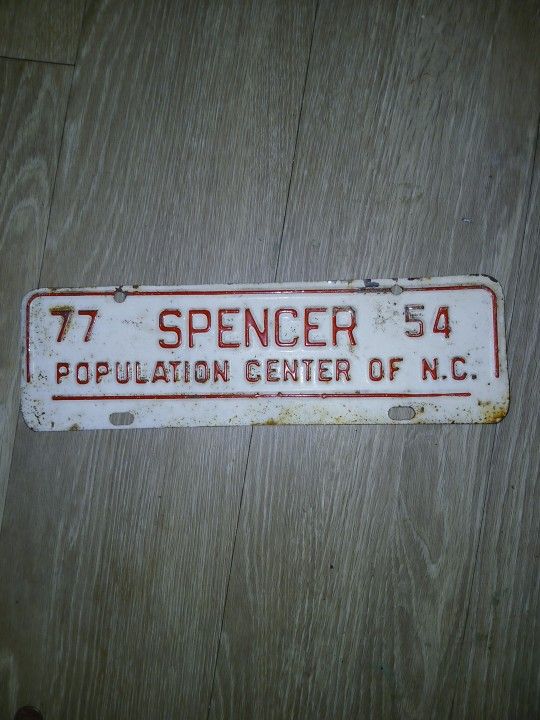 77 SPENCER 54
POPULATION CENTER OF N.C.